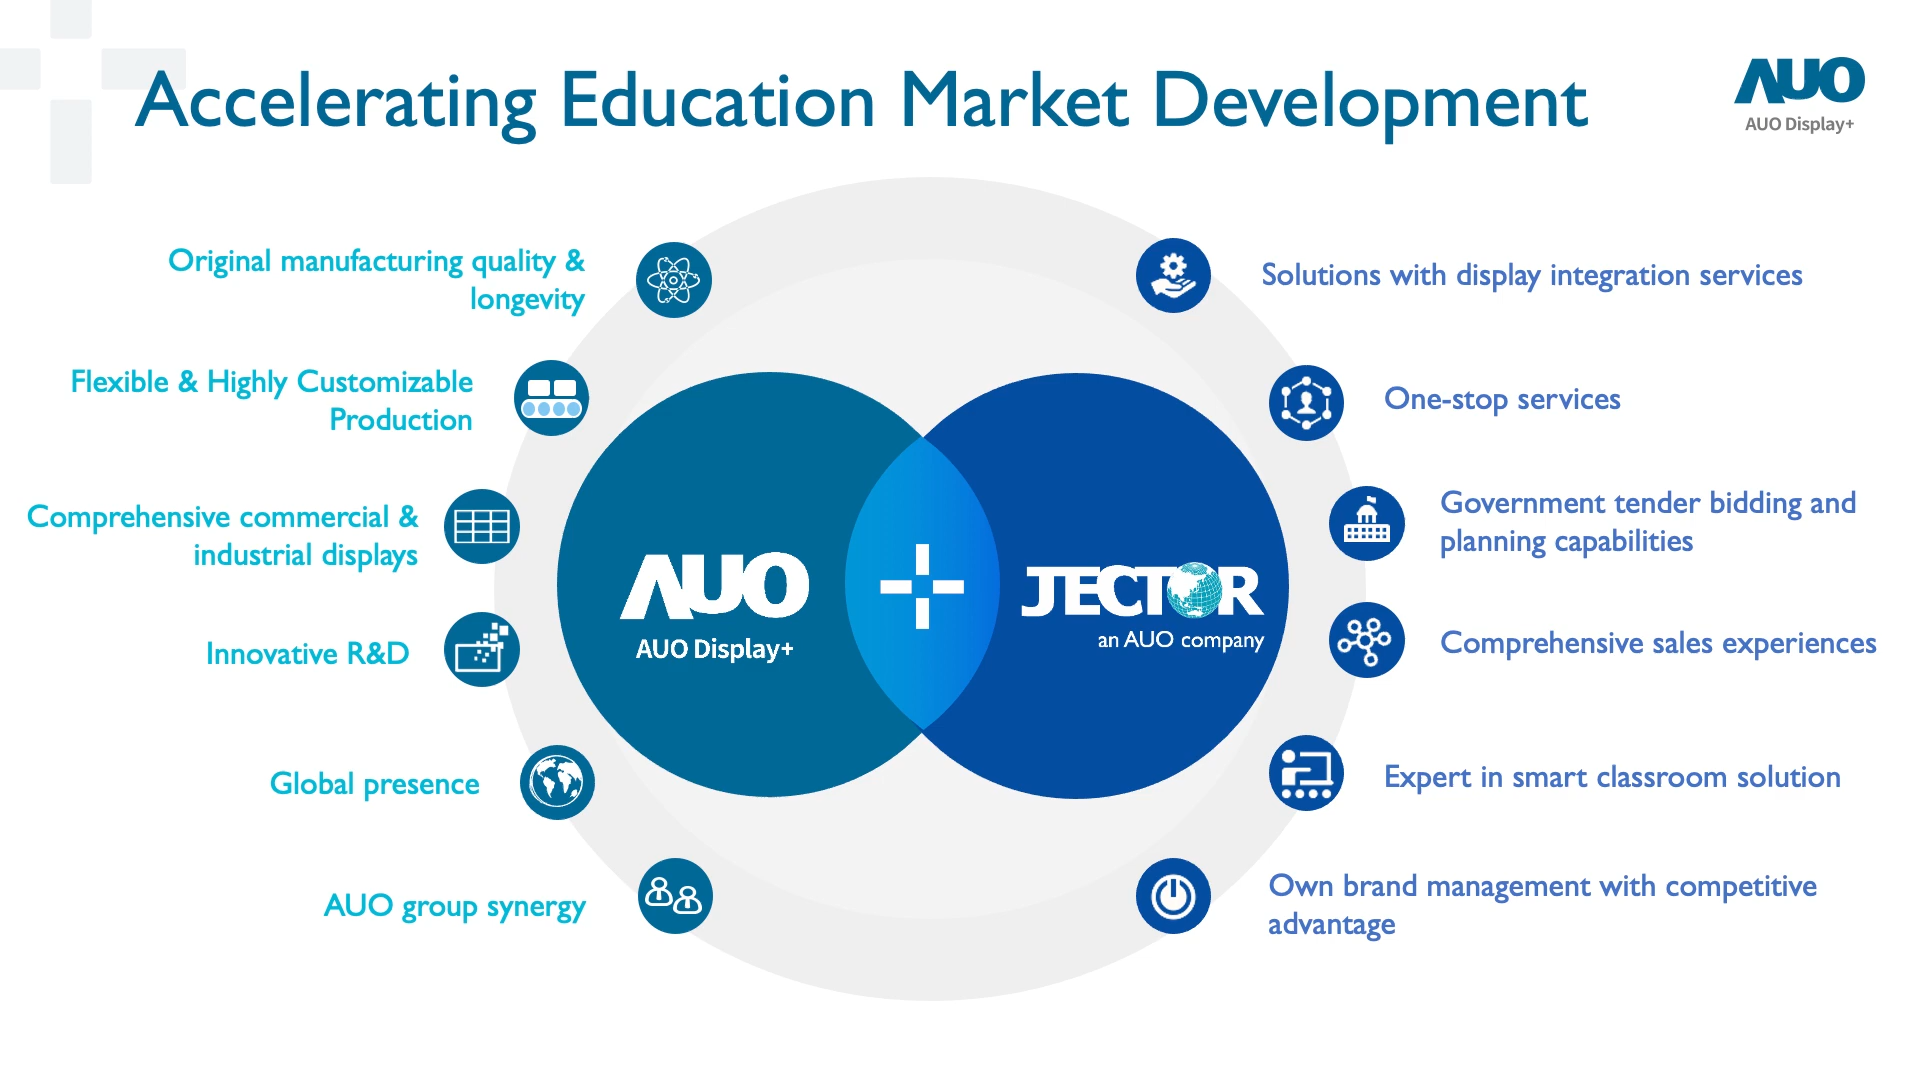 Accelerating Education Market Development
AUO
AUO Display+
Original manufacturing quality &
longevity
Flexible & Highly Customizable
Production
Comprehensive commercial &
industrial displays
Innovative R&D
Global presence
AUO group synergy
AUO
AUO Display+
JECTOR
an AUO company
Solutions with display integration services
One-stop services
Government tender bidding and
planning capabilities
Comprehensive sales experiences
Expert in smart classroom solution
Own brand management with competitive
advantage